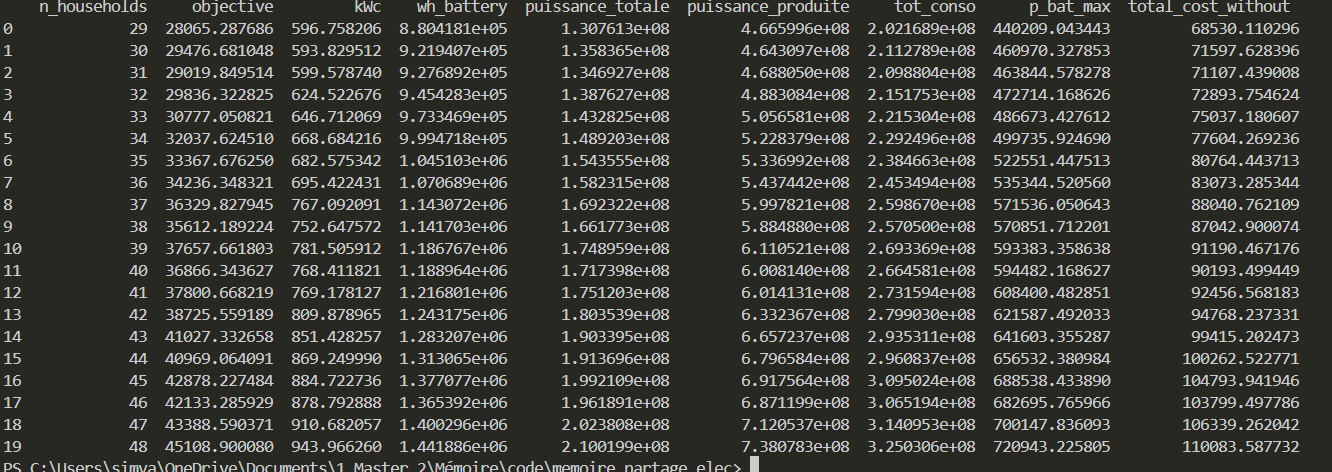 n_households objective kWc wh_battery puissance_totale puissance_produite tot_conso p_bat_max total_cost_without
0 29 28065.287686 596.758206 8.804181e+05 1.307613e+08 4.665996e+08 2.021689e+08 440209.043443 68530.110296
1 30 29476.681048 593.829512 9.219407e+05 1.358365e+08 4.643097e+08 2.112789e+08 460970.327853 71597.628396
2 31 29019.849514 599.578740 9.276892e+05 1.346927e+08 4.688050e+08 2.098804e+08 463844.578278 71107.439008
3 32 29836.322825 624.522676 9.454283e+05 1.387627e+08 4.883084e+08 2.151753e+08 472714.168626 72893.754624
4 33 30777.050821 646.712069 9.733469e+05 1.432825e+08 5.056581e+08 2.215304e+08 486673.427612 75037.180607
5 34 32037.624510 668.684216 9.994718e+05 1.489203e+08 5.228379e+08 2.292496e+08 499735.924690 77604.269236
6 35 33367.676250 682.575342 1.045103e+06 1.543555e+08 5.336992e+08 2.384663e+08 522551.447513 80764.443713
7 36 34236.348321 695.422431 1.070689e+06 1.582315e+08 5.437442e+08 2.453494e+08 535344.520560 83073.285344
8 37 36329.827945 767.092091 1.143072e+06 1.692322e+08 5.997821e+08 2.598670e+08 571536.050643 88040.762109
9 38 35612.189224 752.647572 1.141703e+06 1.661773e+08 5.884880e+08 2.570500e+08 570851.712201 87042.900074
10 39 37657.661803 781.505912 1.186767e+06 1.748959e+08 6.110521e+08 2.693369e+08 593383.358638 91190.467176
11 40 36866.343627 768.411821 1.188964e+06 1.717398e+08 6.008140e+08 2.664581e+08 594482.168627 90193.499449
12 41 37800.668219 769.178127 1.216801e+06 1.751203e+08 6.014131e+08 2.731594e+08 608400.482851 92456.568183
13 42 38725.559189 809.878965 1.243175e+06 1.803539e+08 6.332367e+08 2.799030e+08 621587.492033 94768.237331
14 43 41027.332658 851.428257 1.283207e+06 1.903395e+08 6.657237e+08 2.935311e+08 641603.355287 99415.202473
15 44 40969.064091 869.249990 1.313065e+06 1.913696e+08 6.796584e+08 2.960837e+08 656532.380984 100262.522771
16 45 42878.227484 884.722736 1.377077e+06 1.992109e+08 6.917564e+08 3.095024e+08 688538.433890 104793.941946
17 46 42133.285929 878.792888 1.365392e+06 1.961891e+08 6.871199e+08 3.065194e+08 682695.765966 103799.497786
18 47 43388.590371 910.682057 1.400296e+06 2.023808e+08 7.120537e+08 3.140953e+08 700147.836093 106339.262042
19 48 45108.900080 943.966260 1.441886e+06 2.100199e+08 7.380783e+08 3.250306e+08 720943.225805 110083.587732
PS C:\Users\simva\OneDrive\Documents\1 Master 2\Mémoire\code\memoire partage elec>